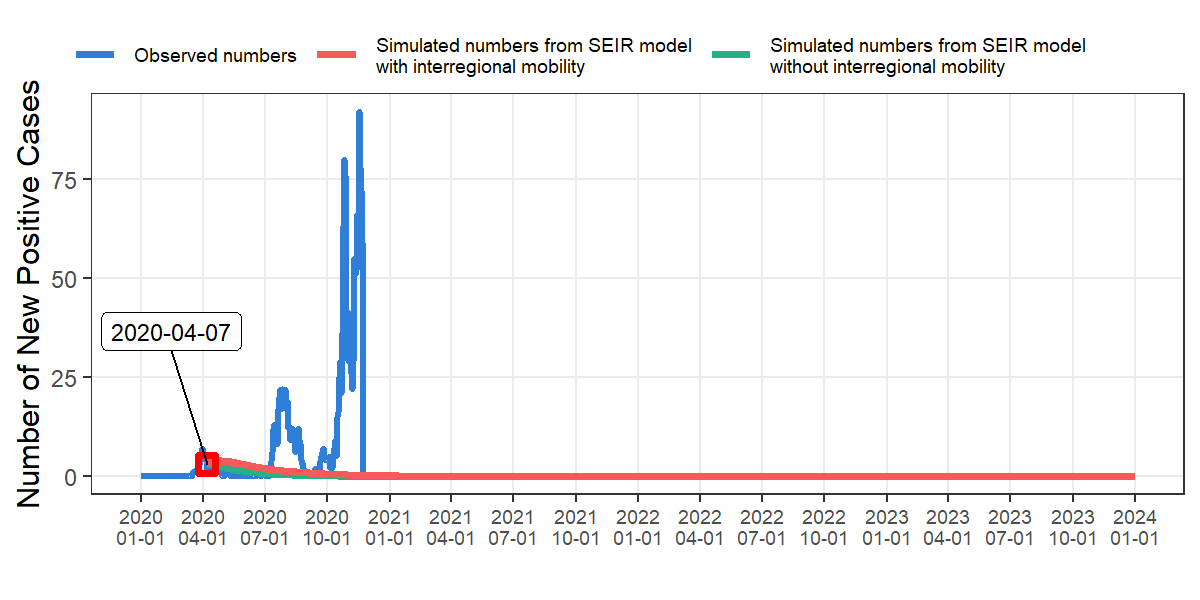 Observed numbers
Simulated numbers from SEIR model
with interregional mobility
Simulated numbers from SEIR model
without interregional mobility
Number of New Positive Cases
75
50
25
0
2020-04-07
2020 2020 2020 2020 2021 2021 2021 2021 2022 2022 2022 2022 2023 2023 2023 2023 2024
01-01 04-01 07-01 10-01 01-01 04-01 07-01 10-01 01-01 04-01 07-01 10-01 01-01 04-01 07-01 10-01 01-01